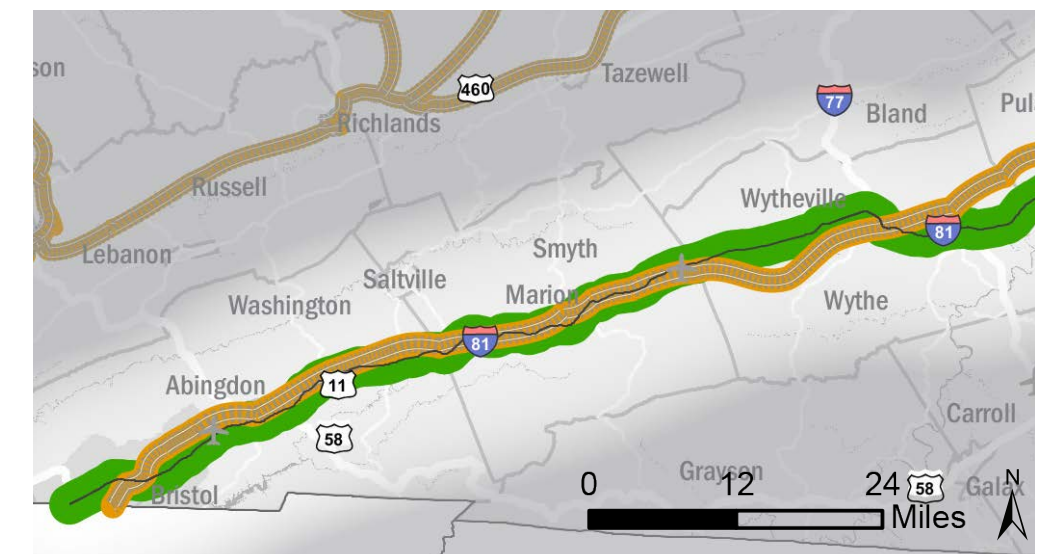 son
Tazewell
460
77
Richlands
Bland
Pul
Russell
Wytheville
81
Lebanon
Smyth
Saltville
Washington
Marion
Wythe
81
Abingdon
11
58
Carroll
Grayson
Bristol
0 12 24
58
Galax
N
Miles